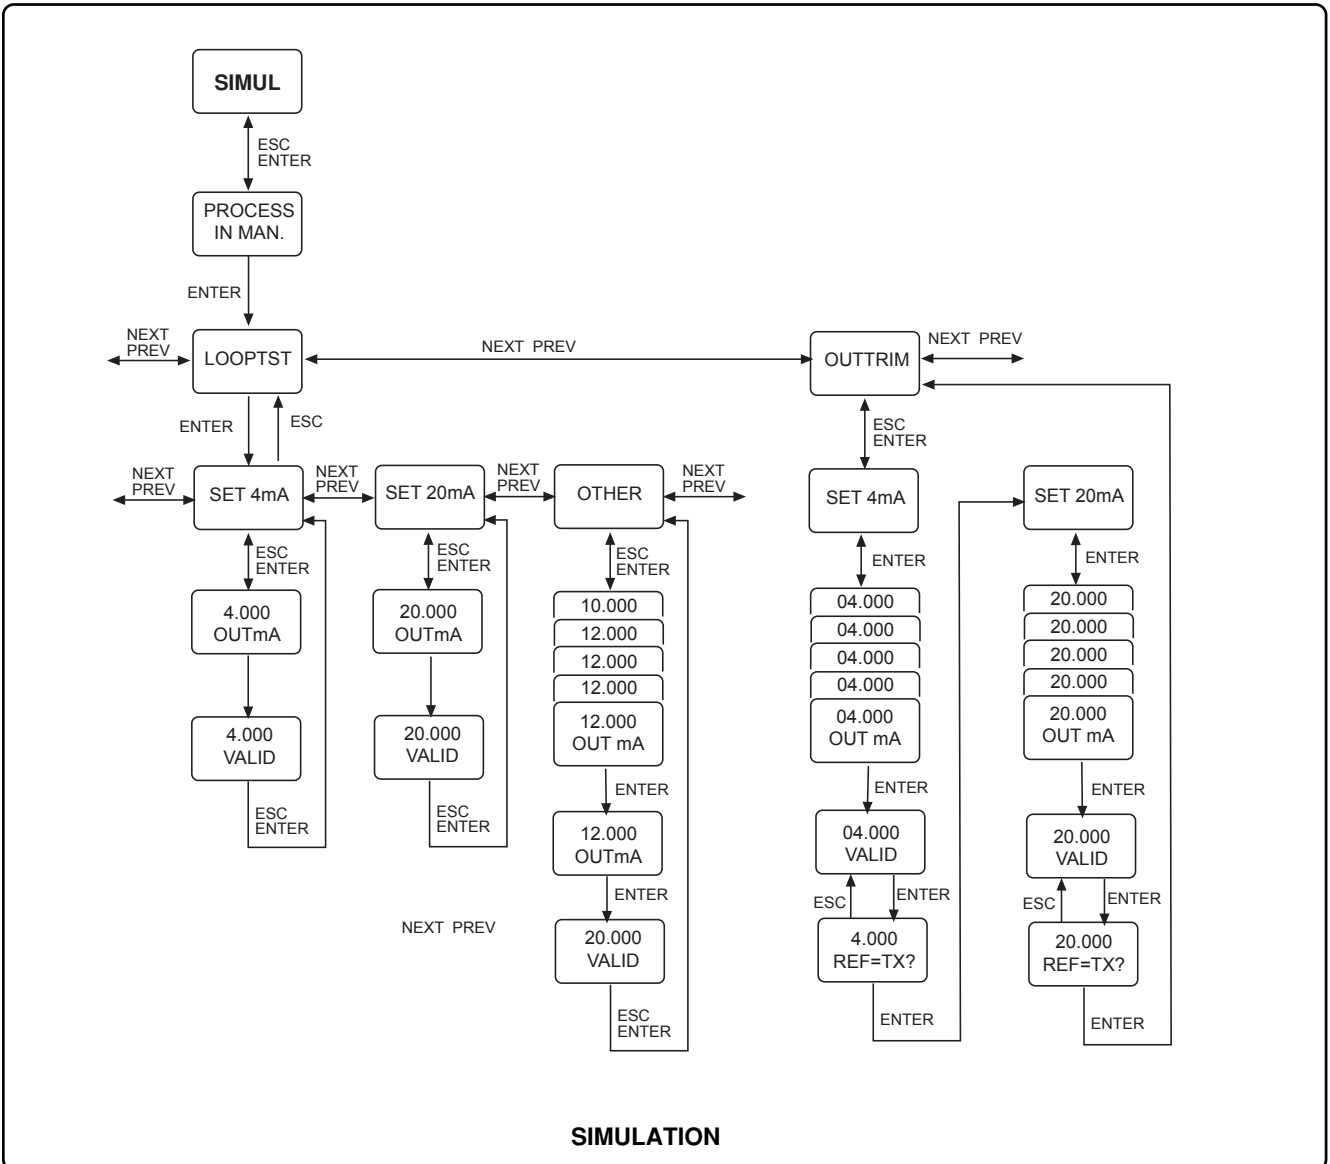 SIMUL
ESC
ENTER
PROCESS
IN MAN.
ENTER
NEXT
PREV
LOOPTST
NEXT PREV
OUTTRIM
NEXT PREV
ENTER
ESC
ESC
ENTER
NEXT
PREV
SET 4mA
NEXT
PREV
SET 20mA
NEXT
PREV
OTHER
NEXT
PREV
SET 4mA
SET 20mA
ESC
ENTER
ESC
ENTER
ESC
ENTER
ENTER
ENTER
4.000
OUTmA
20.000
OUTmA
10.000
12.000
12.000
12.000
12.000
OUT mA
04.000
04.000
04.000
04.000
04.000
OUT mA
20.000
20.000
20.000
20.000
20.000
OUT mA
4.000
VALID
20.000
VALID
ENTER
ENTER
ENTER
ESC
ENTER
ESC
ENTER
12.000
OUTmA
04.000
VALID
20.000
VALID
ENTER
ESC
ENTER
ESC
ENTER
NEXT PREV
20.000
VALID
4.000
REF=TX?
20.000
REF=TX?
ESC
ENTER
ENTER
ENTER
SIMULATION